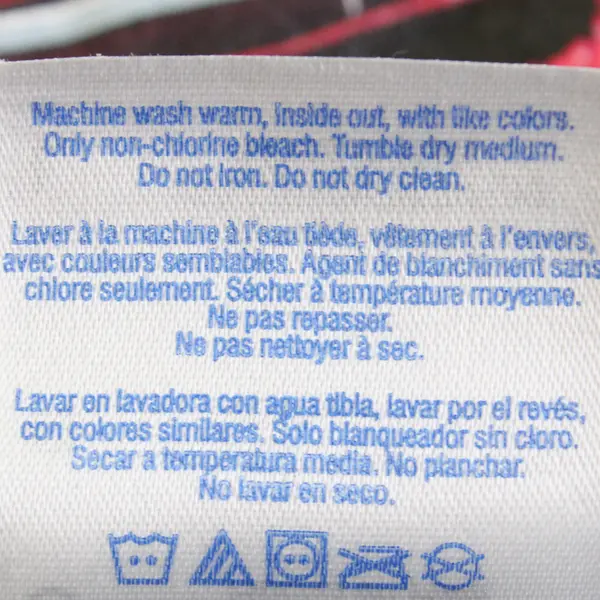 Machine wash warm, inside out, with like colors.
Only non-chlorine bleach. Tumble dry medium.
Do not iron. Do not dry clean.
Laver à la machine à l'eau tiède, vêtement à l'envers,
avec couleurs semblables. Agent de blanchiment sans
chlore seulement. Sécher à température moyenne.
Ne pas repasser.
Ne pas nettoyer à sec.
Lavar en lavadora con agua tibia, lavar por el revés,
con colores similares. Solo blanqueador sin cloro.
Secar a temperatura media. No planchar.
No lavar en seco.